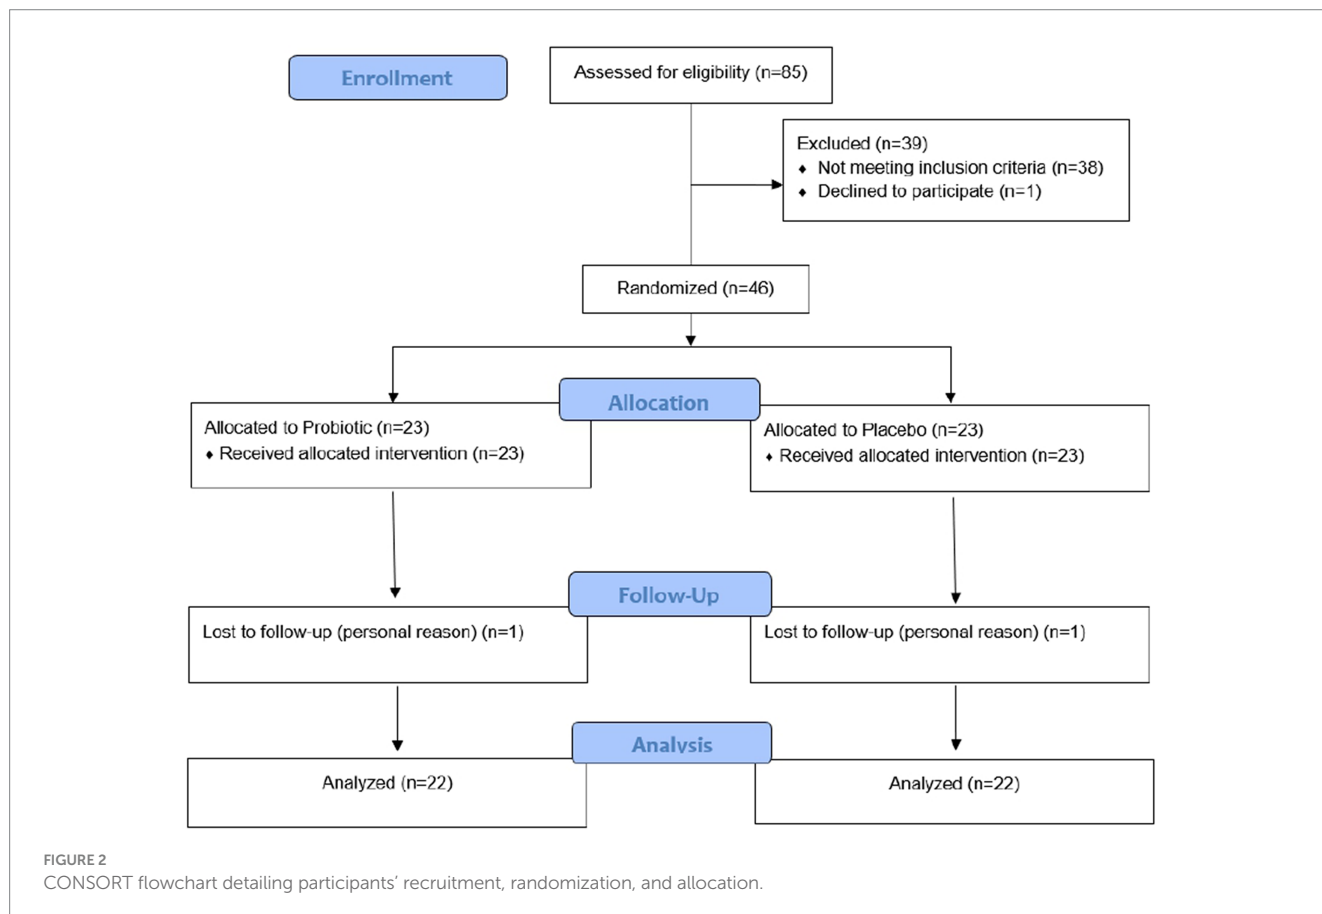 Enrollment
Assessed for eligibility (n=85)
Excluded (n=39)
♦ Not meeting inclusion criteria (n=38)
♦ Declined to participate (n=1)
Randomized (n=46)
Allocation
Allocated to Probiotic (n=23)
♦ Received allocated intervention (n=23)
Allocated to Placebo (n=23)
♦ Received allocated intervention (n=23)
Follow-Up
Lost to follow-up (personal reason) (n=1)
Lost to follow-up (personal reason) (n=1)
Analysis
Analyzed (n=22)
Analyzed (n=22)
FIGURE 2
CONSORT flowchart detailing participants’ recruitment, randomization, and allocation.